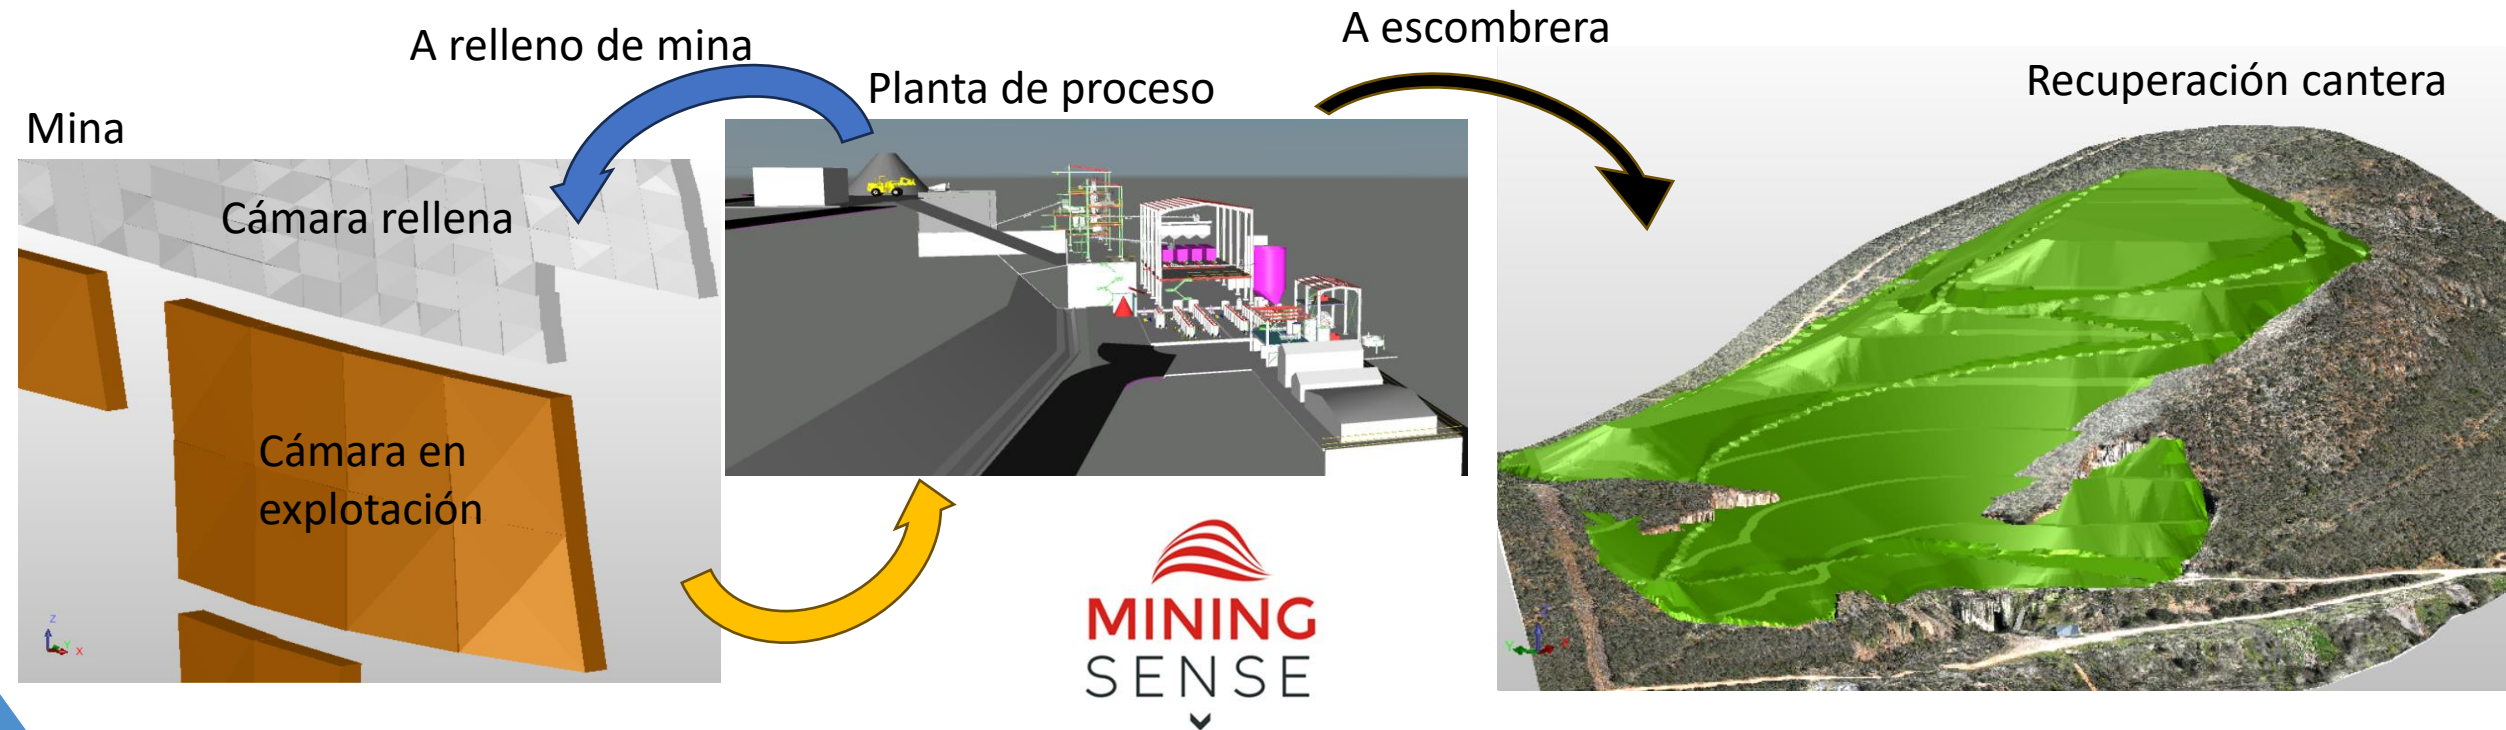 A relleno de mina
A escombrera
Planta de proceso
Recuperación cantera
Mina
Cámara rellena
Cámara en
explotación
MINING
SENSE
Z
Y
X
Z
Y
X